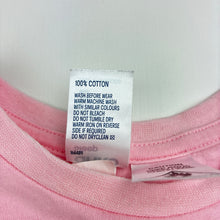 100% COTTON
WASH BEFORE WEAR
WARM MACHINE WASH
WITH SIMILAR COLOURS
DO NOT BLEACH
DO NOT TUMBLE DRY
WARM IRON ON REVERSE
SIDE IF REQUIRED
DO NOT DRYCLEAN